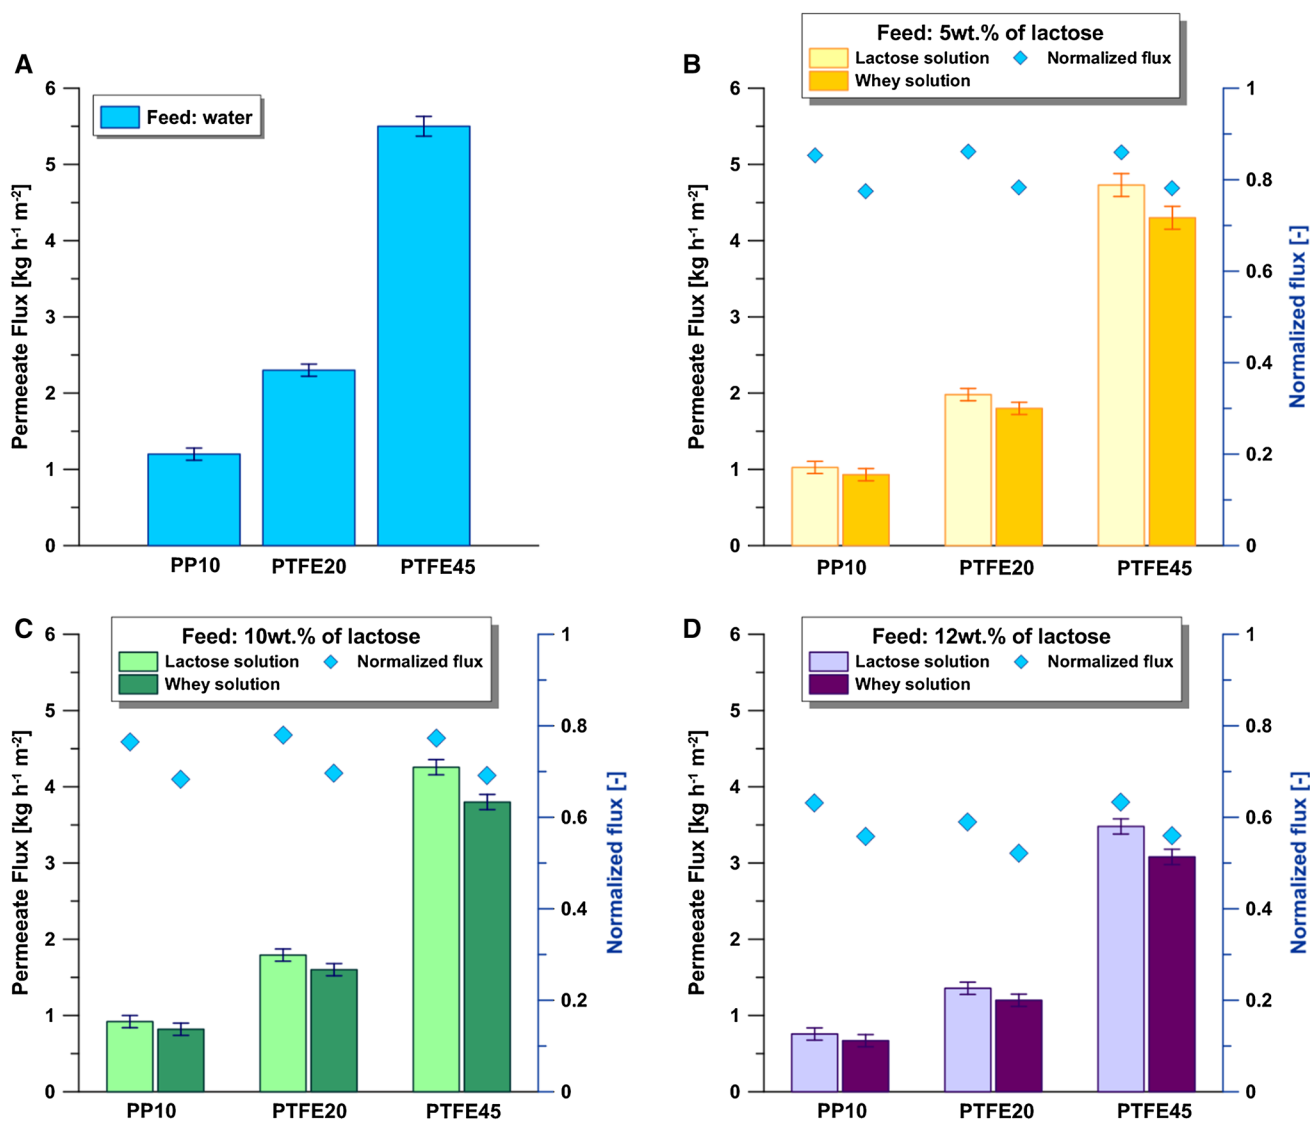 A
6
5
4
3
2
1
0
Permeeate Flux [kg h-1 m-2]
Feed: water
PP10
PTFE20
PTFE45
B
Feed: 5wt.% of lactose
Lactose solution
Normalized flux
Whey solution
6
5
4
3
2
1
0
Permeeate Flux [kg h-1 m-2]
1
0.8
0.6
0.4
0.2
0
Normalized flux [-]
PP10
PTFE20
PTFE45
C
Feed: 10wt.% of lactose
Lactose solution
Normalized flux
Whey solution
6
5
4
3
2
1
0
Permeeate Flux [kg h-1 m-2]
1
0.8
0.6
0.4
0.2
0
Normalized flux [-]
PP10
PTFE20
PTFE45
D
Feed: 12wt.% of lactose
Lactose solution
Normalized flux
Whey solution
6
5
4
3
2
1
0
Permeeate Flux [kg h-1 m-2]
1
0.8
0.6
0.4
0.2
0
Normalized flux [-]
PP10
PTFE20
PTFE45